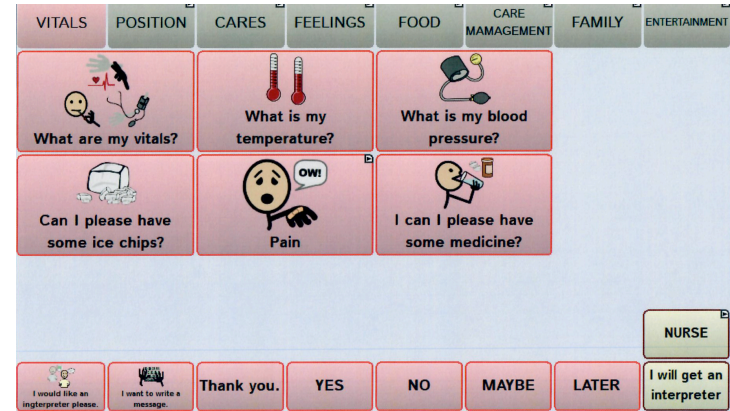 VITALS
POSITION
CARES
FEELINGS
FOOD
CARE
MAMAGEMENT
FAMILY
ENTERTAINMENT
What are my vitals?
What is my
temperature?
What is my blood
pressure?
Can I please have
some ice chips?
OW!
Pain
I can I please have
some medicine?
NURSE
I would like an
ingterpreter please.
I want to write a
message.
Thank you.
YES
NO
MAYBE
LATER
I will get an
interpreter